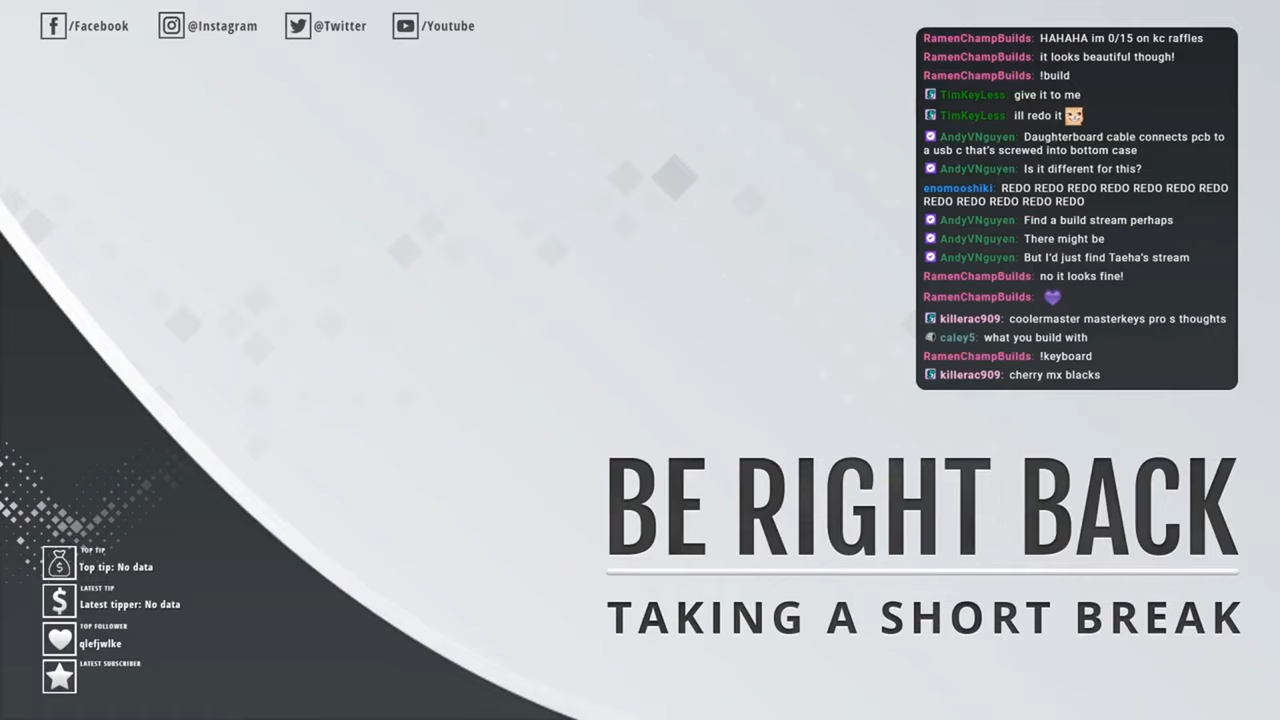 /Facebook @Instagram @Twitter /Youtube
RamenChampBuilds: HAHAHA im 0/15 on kc raffles
RamenChampBuilds: it looks beautiful though!
RamenChampBuilds: !build
TimKeyLess: give it to me
TimKeyLess: ill redo it
AndyVNguyen: Daughterboard cable connects pcb to
a usb c that's screwed into bottom case
AndyVNguyen: Is it different for this?
enomooshiki: REDO REDO REDO REDO REDO REDO REDO
REDO REDO REDO REDO REDO
AndyVNguyen: Find a build stream perhaps
AndyVNguyen: There might be
AndyVNguyen: But I'd just find Taeha's stream
RamenChampBuilds: no it looks fine!
RamenChampBuilds:
killerac909: coolermaster masterkeys pro s thoughts
caley5: what you build with
RamenChampBuilds: !keyboard
killerac909: cherry mx blacks
BE RIGHT BACK
TAKING A SHORT BREAK
TOP TIP
Top tip: No data
LATEST TIP
Latest tipper: No data
TOP FOLLOWER
qlefjwlke
LATEST SUBSCRIBER